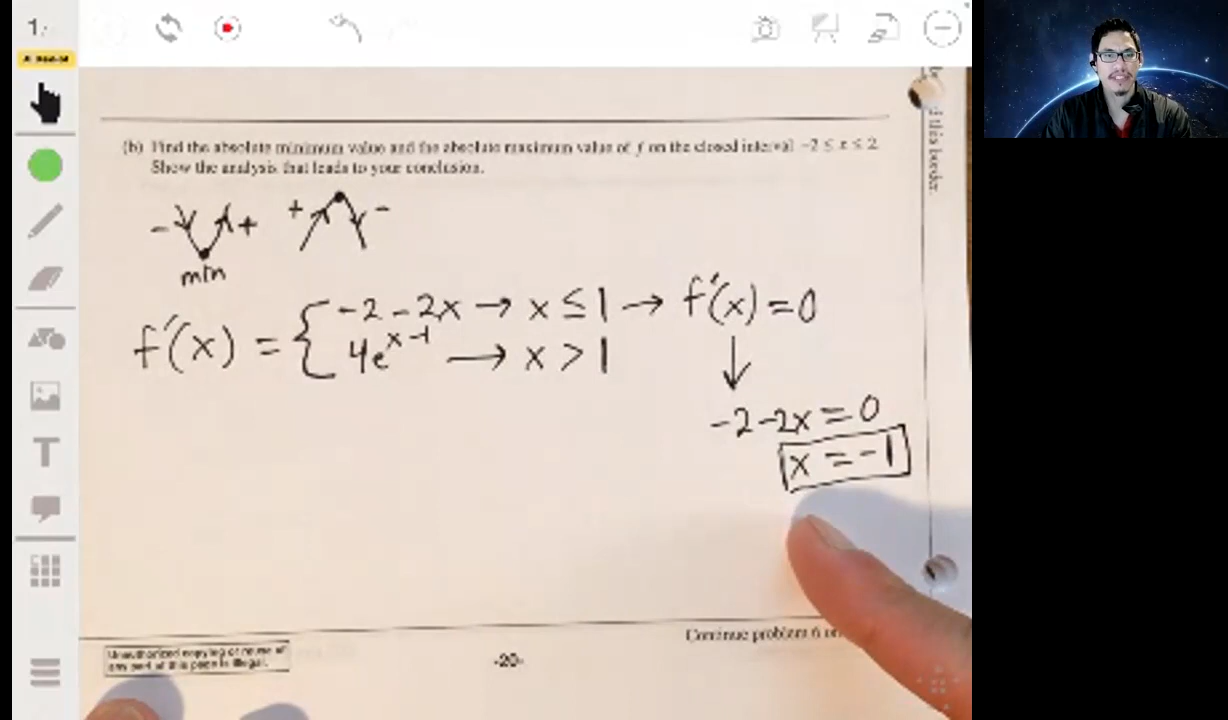 (b) Find the absolute minimum value and the absolute maximum value of f on the closed interval −2 ≤ x ≤ 2.
Show the analysis that leads to your conclusion.
- + + -
min
f'(x) = { -2 - 2x → x ≤ 1 → f'(x) = 0
4e^{x-1} → x > 1
-2 - 2x = 0
x = -1
Continue problem 6 on
Unauthorized copying or reuse of
any part of this page is illegal.
-20-
this border.
T